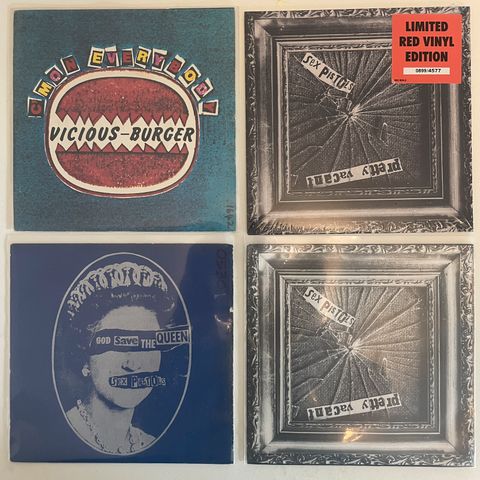 C'MON EVERYBODY
VICIOUS-BURGER
SEX PISTOLS
pretty vacant
LIMITED
RED VINYL
EDITION
GOD Save THE QUEEN
SEX PISTOLS
SEX PISTOLS
pretty vacant